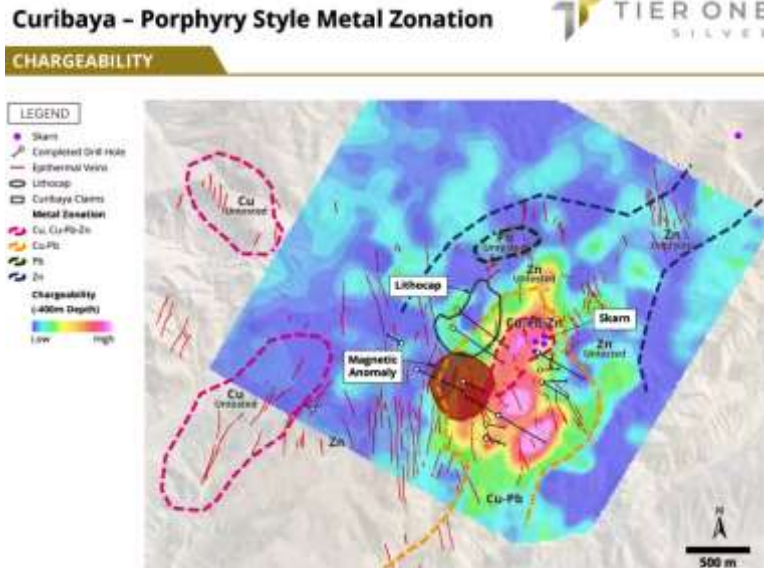 Curibaya – Porphyry Style Metal Zonation
TIER ONE
SILVER
CHARGEABILITY
LEGEND
Skarn
Completed Drill Hole
Epithermal Veins
Lithocap
Curibaya Claims
Metal Zonation
Cu, Cu-Pb-Zn
Cu-Pb
Pb
Zn
Chargeability
(-400m Depth)
Low High
Cu
Untested
Zn
Untested
Pb
Untested
Zn
Untested
Lithocap
Cu-Pb-Zn
Skarn
Zn
Untested
Magnetic
Anomaly
Cu
Untested
Zn
Cu-Pb
N
500 m